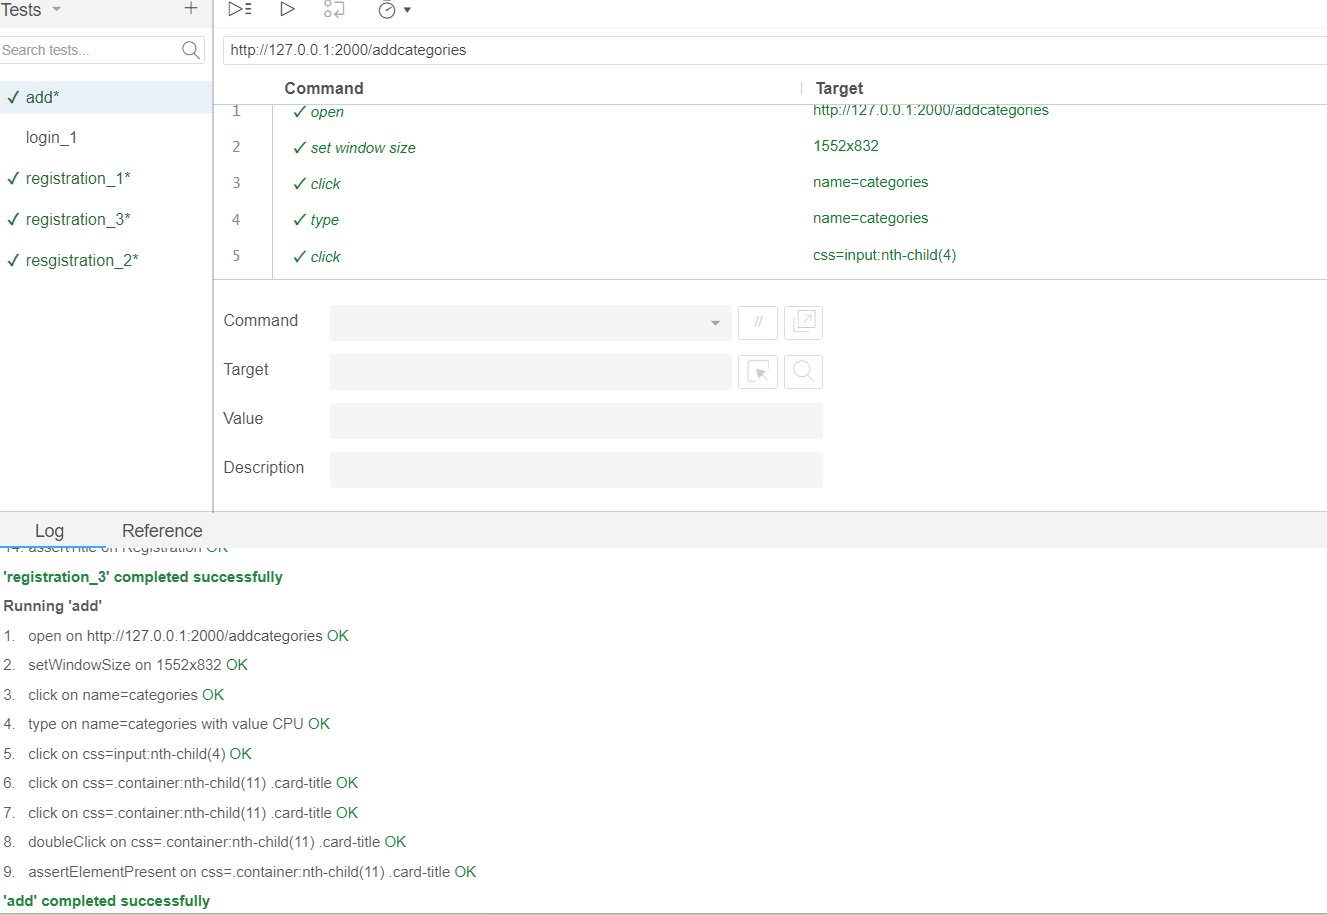 Tests
Search tests...
✓ add*
login_1
✓ registration_1*
✓ registration_3*
✓ resgistration_2*
http://127.0.0.1:2000/addcategories
Command Target
1 ✓ open http://127.0.0.1:2000/addcategories
2 ✓ set window size 1552x832
3 ✓ click name=categories
4 ✓ type name=categories
5 ✓ click css=input:nth-child(4)
Command //
Target
Value
Description
Log Reference
14. assertTitle on Registration OK
'registration_3' completed successfully
Running 'add'
1. open on http://127.0.0.1:2000/addcategories OK
2. setWindowSize on 1552x832 OK
3. click on name=categories OK
4. type on name=categories with value CPU OK
5. click on css=input:nth-child(4) OK
6. click on css=.container:nth-child(11) .card-title OK
7. click on css=.container:nth-child(11) .card-title OK
8. doubleClick on css=.container:nth-child(11) .card-title OK
9. assertElementPresent on css=.container:nth-child(11) .card-title OK
'add' completed successfully